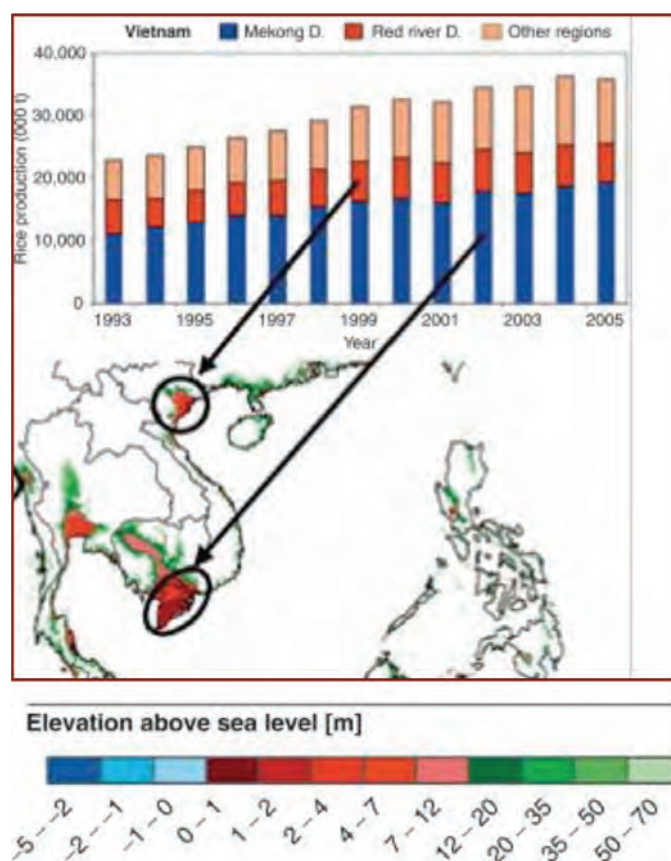 Vietnam Mekong D. Red river D. Other regions
40,000
30,000
20,000
10,000
0
Rice production (000 t)
1993 1995 1997 1999 2001 2003 2005
Year
Elevation above sea level [m]
–5 – –2
–2 – –1
–1 – 0
0 – 1
1 – 2
2 – 4
4 – 7
7 – 12
12 – 20
20 – 35
35 – 50
50 – 70